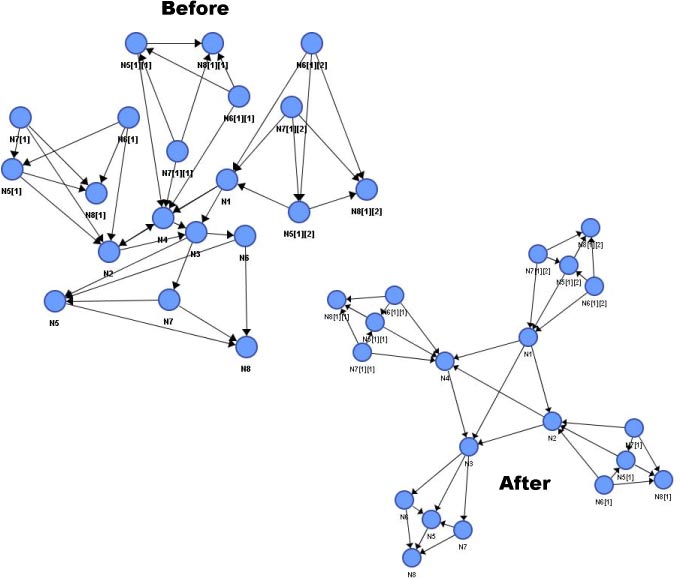 Before
N5[1][1]
N8[1][1]
N6[1][2]
N6[1][1]
N7[1][2]
N7[1]
N6[1]
N7[1][1]
N5[1]
N8[1]
N1
N8[1][2]
N4
N5[1][2]
N3
N6
N2
N5
N7
N8
N8[1][2]
N7[1][2]
N5[1][2]
N6[1][2]
N8[1][1]
N6[1][1]
N5[1][1]
N1
N7[1][1]
N4
N2
N7[1]
N3
N5[1]
After
N6[1]
N8[1]
N6
N5
N7
N8